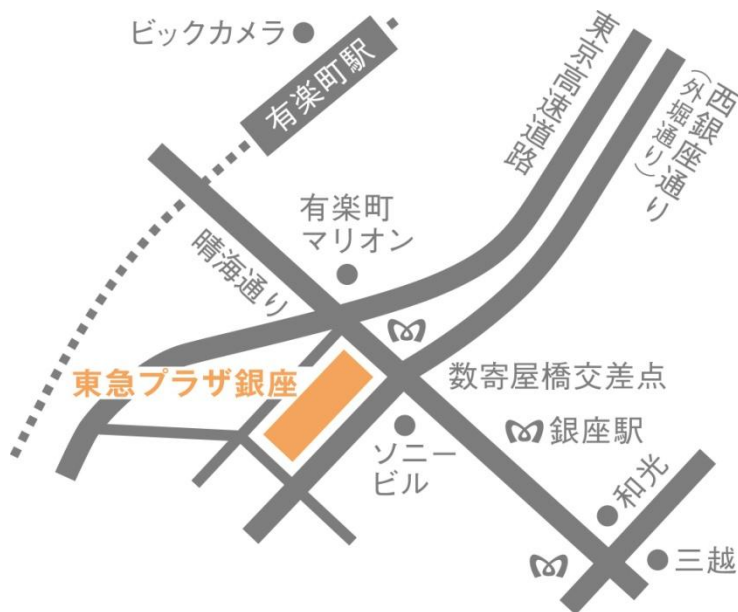 ビックカメラ
有楽町駅
東京高速道路
西銀座通り
(外堀通り)
有楽町
マリオン
晴海通り
東急プラザ銀座
数寄屋橋交差点
銀座駅
ソニー
ビル
和光
三越